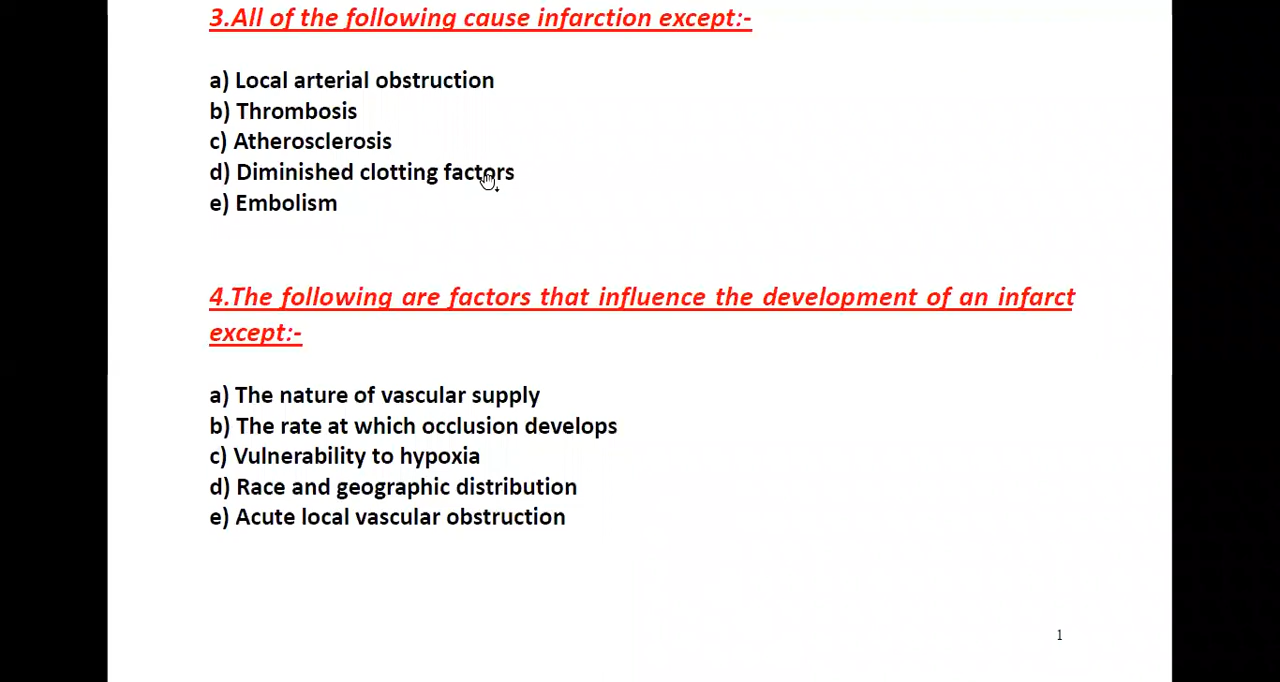 3.All of the following cause infarction except:-
a) Local arterial obstruction
b) Thrombosis
c) Atherosclerosis
d) Diminished clotting factors
e) Embolism
4.The following are factors that influence the development of an infarct
except:-
a) The nature of vascular supply
b) The rate at which occlusion develops
c) Vulnerability to hypoxia
d) Race and geographic distribution
e) Acute local vascular obstruction
1